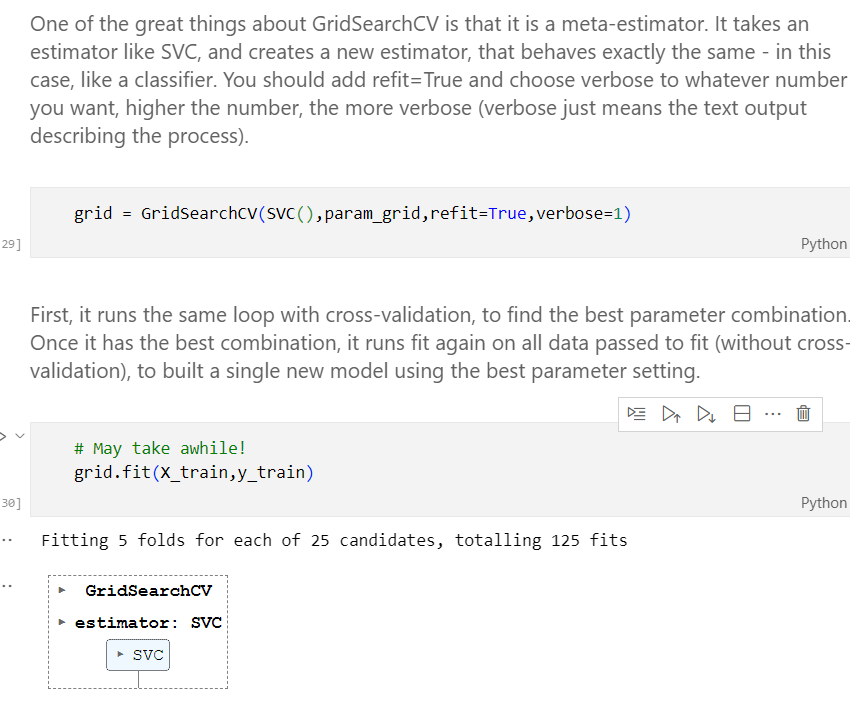 One of the great things about GridSearchCV is that it is a meta-estimator. It takes an
estimator like SVC, and creates a new estimator, that behaves exactly the same - in this
case, like a classifier. You should add refit=True and choose verbose to whatever number
you want, higher the number, the more verbose (verbose just means the text output
describing the process).
grid = GridSearchCV(SVC(),param_grid,refit=True,verbose=1)
29]
Python
First, it runs the same loop with cross-validation, to find the best parameter combination.
Once it has the best combination, it runs fit again on all data passed to fit (without cross-
validation), to built a single new model using the best parameter setting.
# May take awhile!
grid.fit(X_train,y_train)
30]
Python
Fitting 5 folds for each of 25 candidates, totalling 125 fits
GridSearchCV
estimator: SVC
SVC